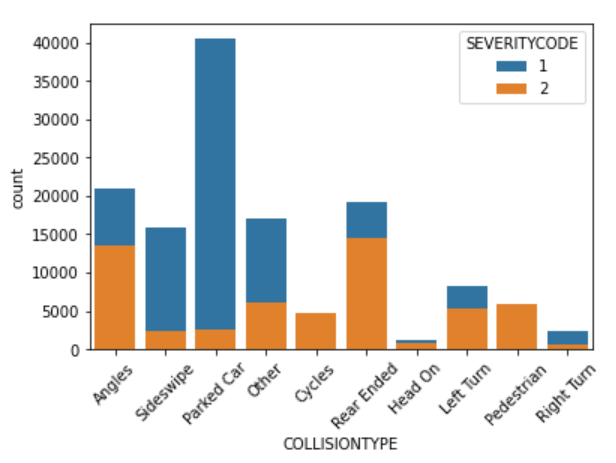 SEVERITYCODE
1
2
40000
35000
30000
25000
20000
15000
10000
5000
0
count
Angles
Sideswipe
Parked Car
Other
Cycles
Rear Ended
Head On
Left Turn
Pedestrian
Right Turn
COLLISIONTYPE